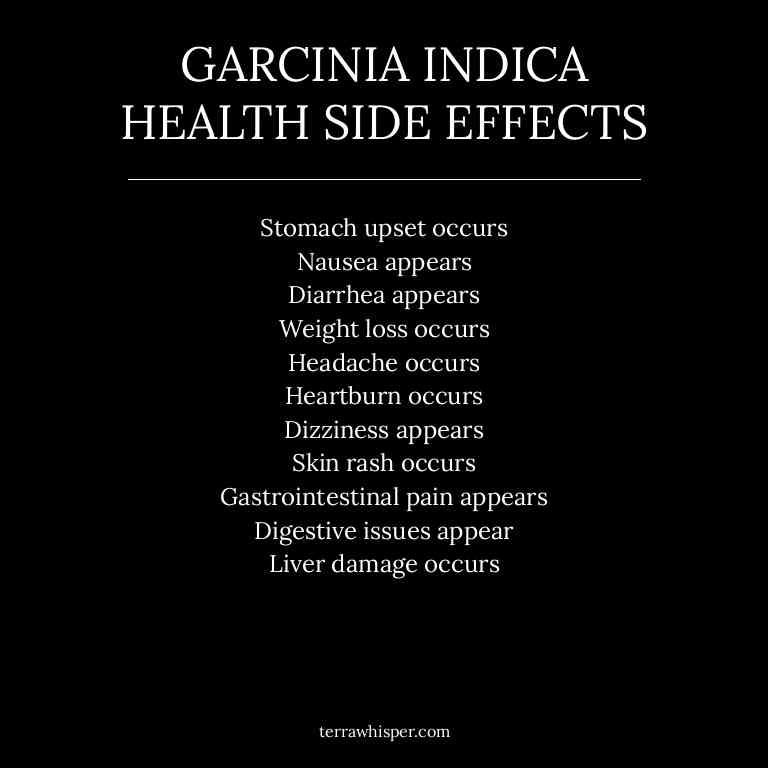 GARCINIA INDICA
HEALTH SIDE EFFECTS
Stomach upset occurs
Nausea appears
Diarrhea appears
Weight loss occurs
Headache occurs
Heartburn occurs
Dizziness appears
Skin rash occurs
Gastrointestinal pain appears
Digestive issues appear
Liver damage occurs
terrawhisper.com